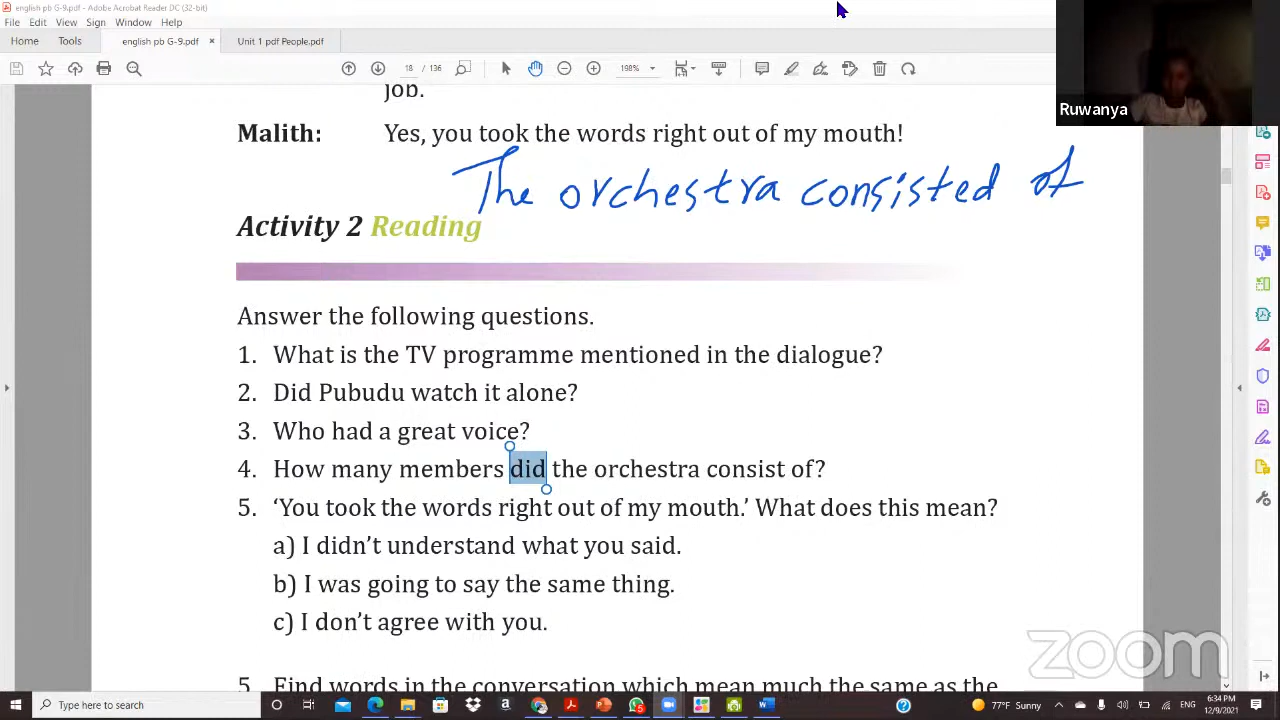 english pb G-9.pdf - Adobe Acrobat Reader DC (32-bit)
File Edit View Sign Window Help
Home Tools english pb G-9.pdf × Unit 1 pdf People.pdf
18 / 136 198%
Ruwanya
job.
Malith: Yes, you took the words right out of my mouth!
The orchestra consisted of
Activity 2 Reading
Answer the following questions.
1. What is the TV programme mentioned in the dialogue?
2. Did Pubudu watch it alone?
3. Who had a great voice?
4. How many members did the orchestra consist of?
5. ‘You took the words right out of my mouth.’ What does this mean?
a) I didn’t understand what you said.
b) I was going to say the same thing.
c) I don’t agree with you.
zoom
5. Find words in the conversation which mean much the same as the
Type here to search
77°F Sunny
ENG
6:34 PM
12/9/2021